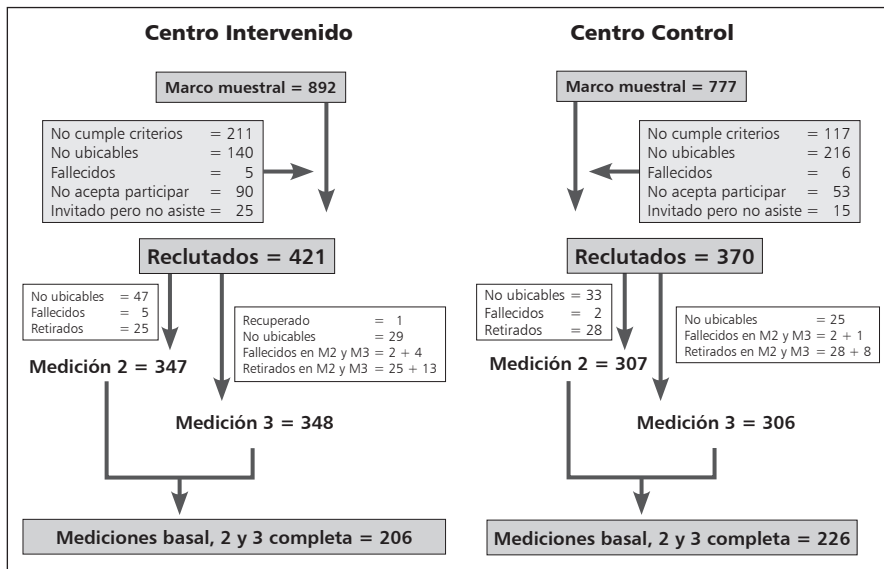 Centro Intervenido
Marco muestral = 892
No cumple criterios = 211
No ubicables = 140
Fallecidos = 5
No acepta participar = 90
Invitado pero no asiste = 25
Reclutados = 421
No ubicables = 47
Fallecidos = 5
Retirados = 25
Recuperado = 1
No ubicables = 29
Fallecidos en M2 y M3 = 2 + 4
Retirados en M2 y M3 = 25 + 13
Medición 2 = 347
Medición 3 = 348
Mediciones basal, 2 y 3 completa = 206
Centro Control
Marco muestral = 777
No cumple criterios = 117
No ubicables = 216
Fallecidos = 6
No acepta participar = 53
Invitado pero no asiste = 15
Reclutados = 370
No ubicables = 33
Fallecidos = 2
Retirados = 28
No ubicables = 25
Fallecidos en M2 y M3 = 2 + 1
Retirados en M2 y M3 = 28 + 8
Medición 2 = 307
Medición 3 = 306
Mediciones basal, 2 y 3 completa = 226